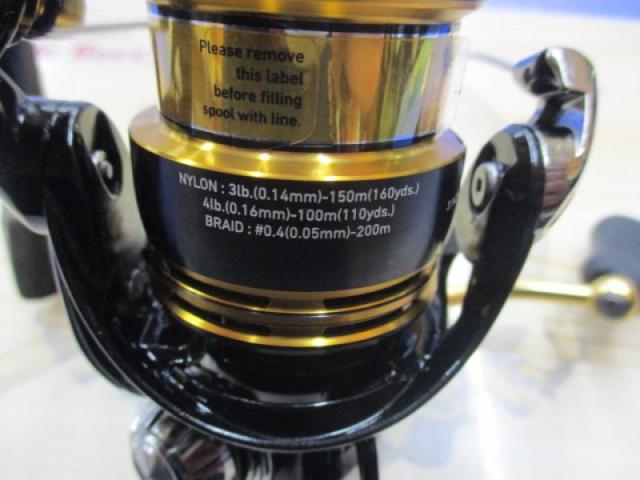 Please remove
this label
before filling
spool with line.
NYLON : 3lb.(0.14mm)-150m(160yds.)
4lb.(0.16mm)-100m(110yds.)
BRAID : #0.4(0.05mm)-200m